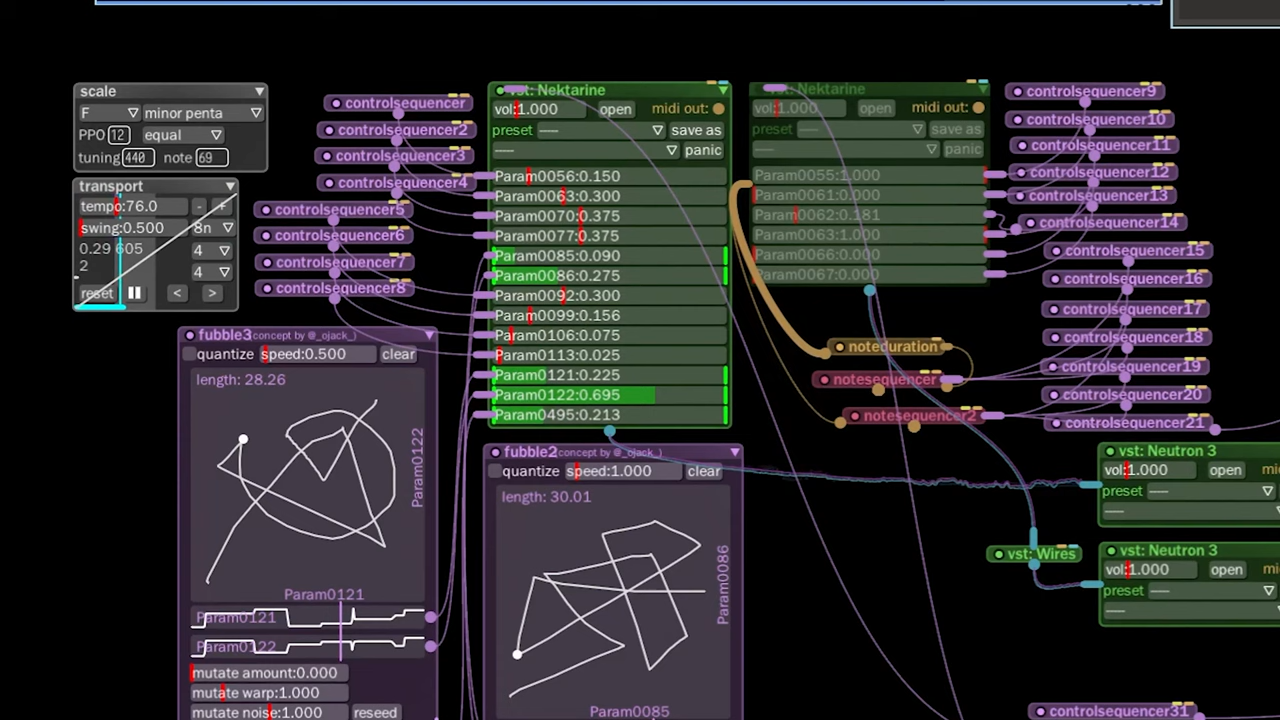 scale
F minor penta
PPO 12 equal
tuning 440 note 69
transport
tempo:76.0 - +
swing:0.500 8n
0.29 605 4
2 4
reset < >
controlsequencer
controlsequencer2
controlsequencer3
controlsequencer4
controlsequencer5
controlsequencer6
controlsequencer7
controlsequencer8
vst: Nektarine
vol:1.000 open midi out:
preset — save as
— panic
Param0056:0.150
Param0063:0.300
Param0070:0.375
Param0077:0.375
Param0085:0.090
Param0086:0.275
Param0092:0.300
Param0099:0.156
Param0106:0.075
Param0113:0.025
Param0121:0.225
Param0122:0.695
Param0495:0.213
vst: Nektarine
vol:1.000 open midi out:
preset — save as
— panic
Param0055:1.000
Param0061:0.000
Param0062:0.181
Param0063:1.000
Param0066:0.000
Param0067:0.000
controlsequencer9
controlsequencer10
controlsequencer11
controlsequencer12
controlsequencer13
controlsequencer14
controlsequencer15
controlsequencer16
controlsequencer17
controlsequencer18
controlsequencer19
controlsequencer20
controlsequencer21
noteduration
notesequencer
notesequencer2
fubble3 concept by @_ojack_)
quantize speed:0.500 clear
length: 28.26
Param0122
Param0121
Param0121
Param0122
mutate amount:0.000
mutate warp:1.000
mutate noise:1.000 reseed
fubble2 concept by @_ojack_)
quantize speed:1.000 clear
length: 30.01
Param0086
Param0085
vst: Neutron 3
vol:1.000 open mi
preset —
—
vst: Wires
vst: Neutron 3
vol:1.000 open mi
preset —
—
controlsequencer31